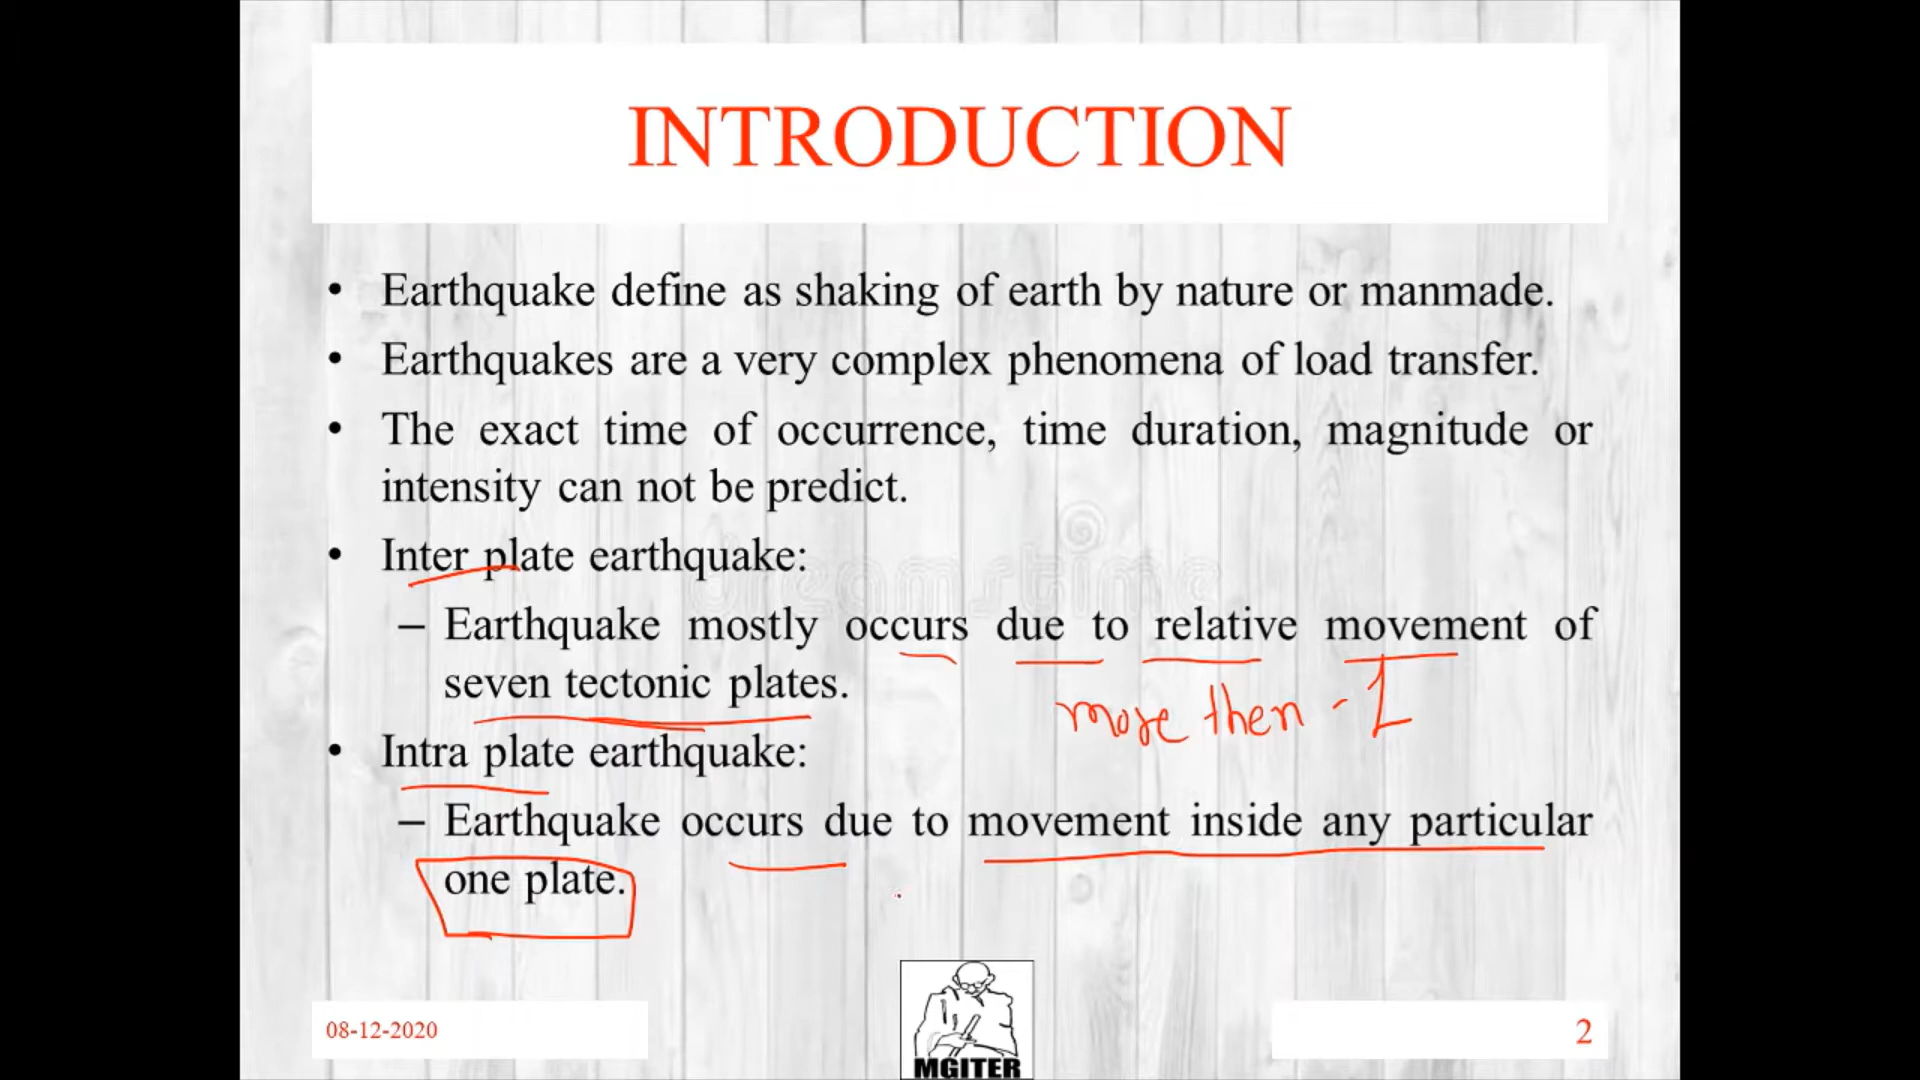 INTRODUCTION
• Earthquake define as shaking of earth by nature or manmade.
• Earthquakes are a very complex phenomena of load transfer.
• The exact time of occurrence, time duration, magnitude or
intensity can not be predict.
• Inter plate earthquake:
– Earthquake mostly occurs due to relative movement of
seven tectonic plates.
more then - 1
• Intra plate earthquake:
– Earthquake occurs due to movement inside any particular
one plate.
dreamstime
MGITER
08-12-2020
2